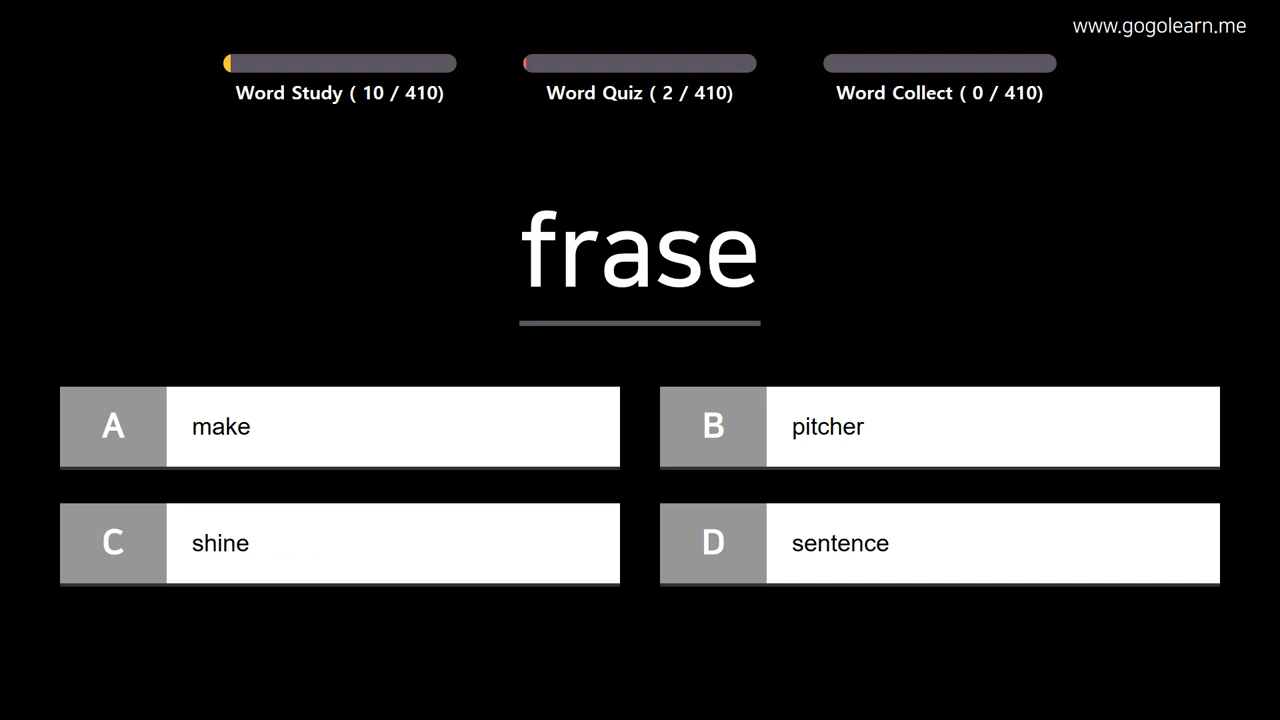 www.gogolearn.me
Word Study ( 10 / 410)
Word Quiz ( 2 / 410)
Word Collect ( 0 / 410)
frase
A make
B pitcher
C shine
D sentence